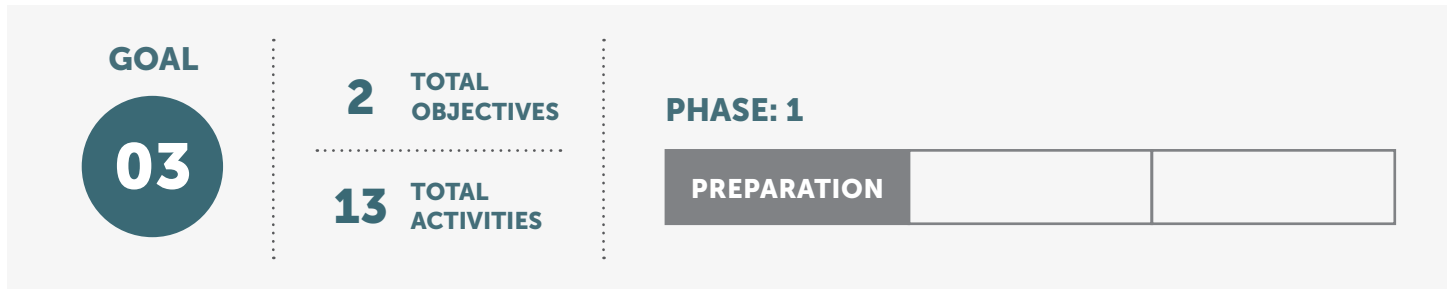 GOAL
03
2
TOTAL
OBJECTIVES
13
TOTAL
ACTIVITIES
PHASE: 1
PREPARATION